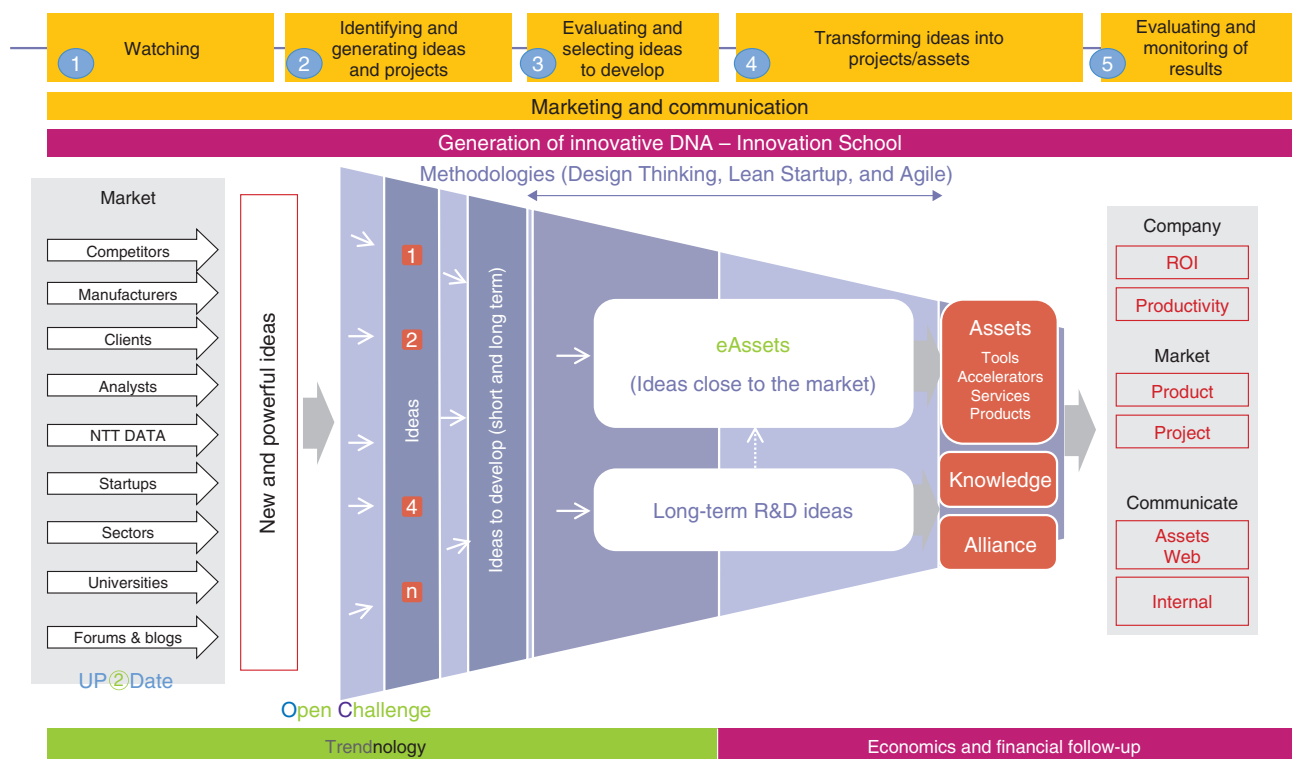 1
Watching
2
Identifying and
generating ideas
and projects
3
Evaluating and
selecting ideas
to develop
4
Transforming ideas into
projects/assets
5
Evaluating and
monitoring of
results
Marketing and communication
Generation of innovative DNA – Innovation School
Methodologies (Design Thinking, Lean Startup, and Agile)
Market
Competitors
Manufacturers
Clients
Analysts
NTT DATA
Startups
Sectors
Universities
Forums & blogs
UP2Date
New and powerful ideas
Open Challenge
1
2
Ideas
4
n
Ideas to develop (short and long term)
eAssets
(Ideas close to the market)
Long-term R&D ideas
Assets
Tools
Accelerators
Services
Products
Knowledge
Alliance
Company
ROI
Productivity
Market
Product
Project
Communicate
Assets
Web
Internal
Trendnology
Economics and financial follow-up